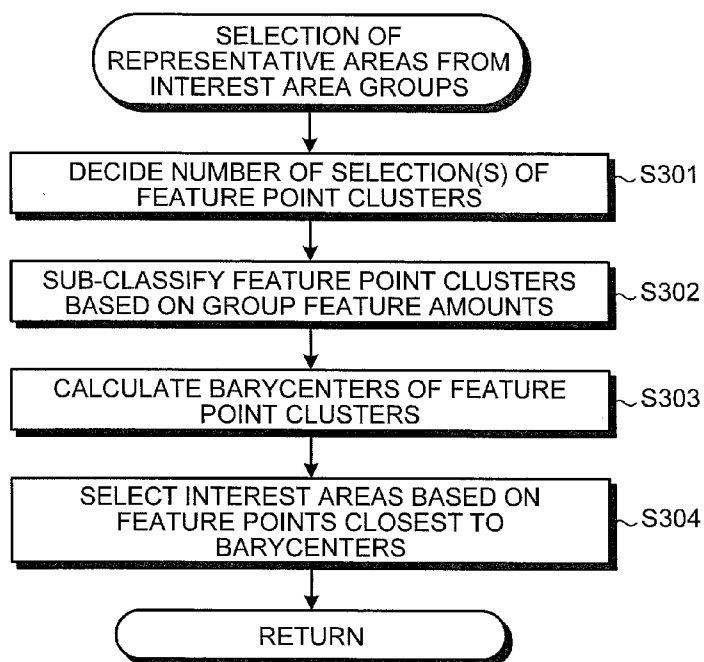 SELECTION OF
REPRESENTATIVE AREAS FROM
INTEREST AREA GROUPS
DECIDE NUMBER OF SELECTION(S) OF
FEATURE POINT CLUSTERS
S301
SUB-CLASSIFY FEATURE POINT CLUSTERS
BASED ON GROUP FEATURE AMOUNTS
S302
CALCULATE BARYCENTERS OF FEATURE
POINT CLUSTERS
S303
SELECT INTEREST AREAS BASED ON
FEATURE POINTS CLOSEST TO
BARYCENTERS
S304
RETURN